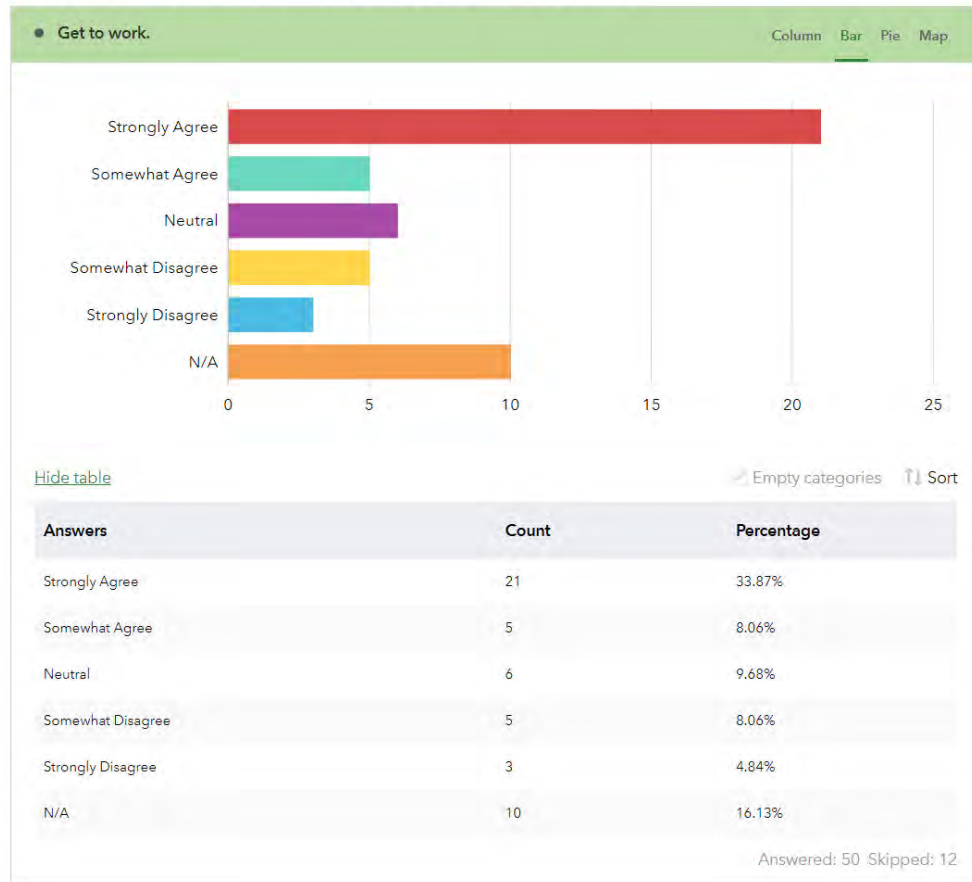 Get to work.
Column Bar Pie Map
Strongly Agree
Somewhat Agree
Neutral
Somewhat Disagree
Strongly Disagree
N/A
0 5 10 15 20 25
Hide table Empty categories Sort
Answers Count Percentage
Strongly Agree 21 33.87%
Somewhat Agree 5 8.06%
Neutral 6 9.68%
Somewhat Disagree 5 8.06%
Strongly Disagree 3 4.84%
N/A 10 16.13%
Answered: 50 Skipped: 12